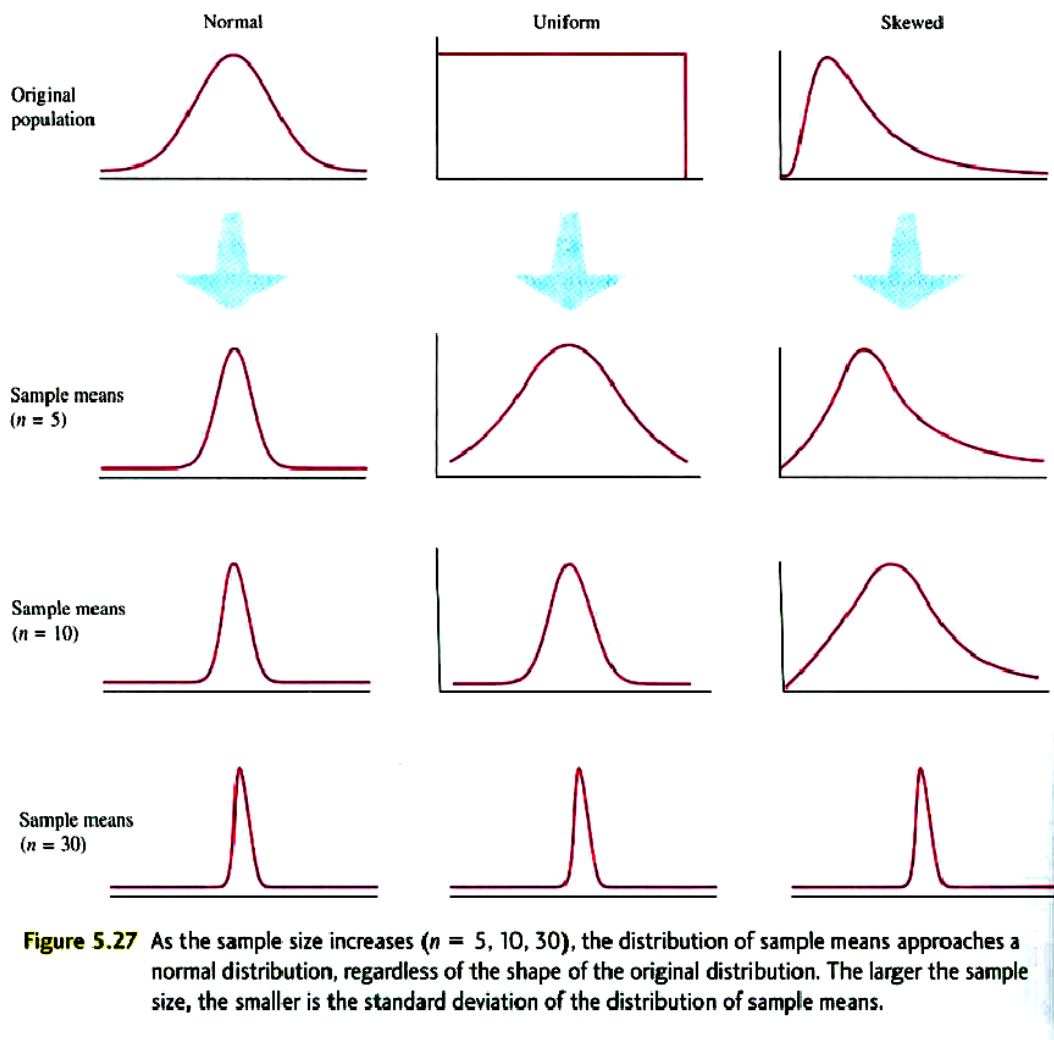 Normal
Uniform
Skewed
Original
population
Sample means
(n = 5)
Sample means
(n = 10)
Sample means
(n = 30)
Figure 5.27 As the sample size increases (n = 5, 10, 30), the distribution of sample means approaches a
normal distribution, regardless of the shape of the original distribution. The larger the sample
size, the smaller is the standard deviation of the distribution of sample means.